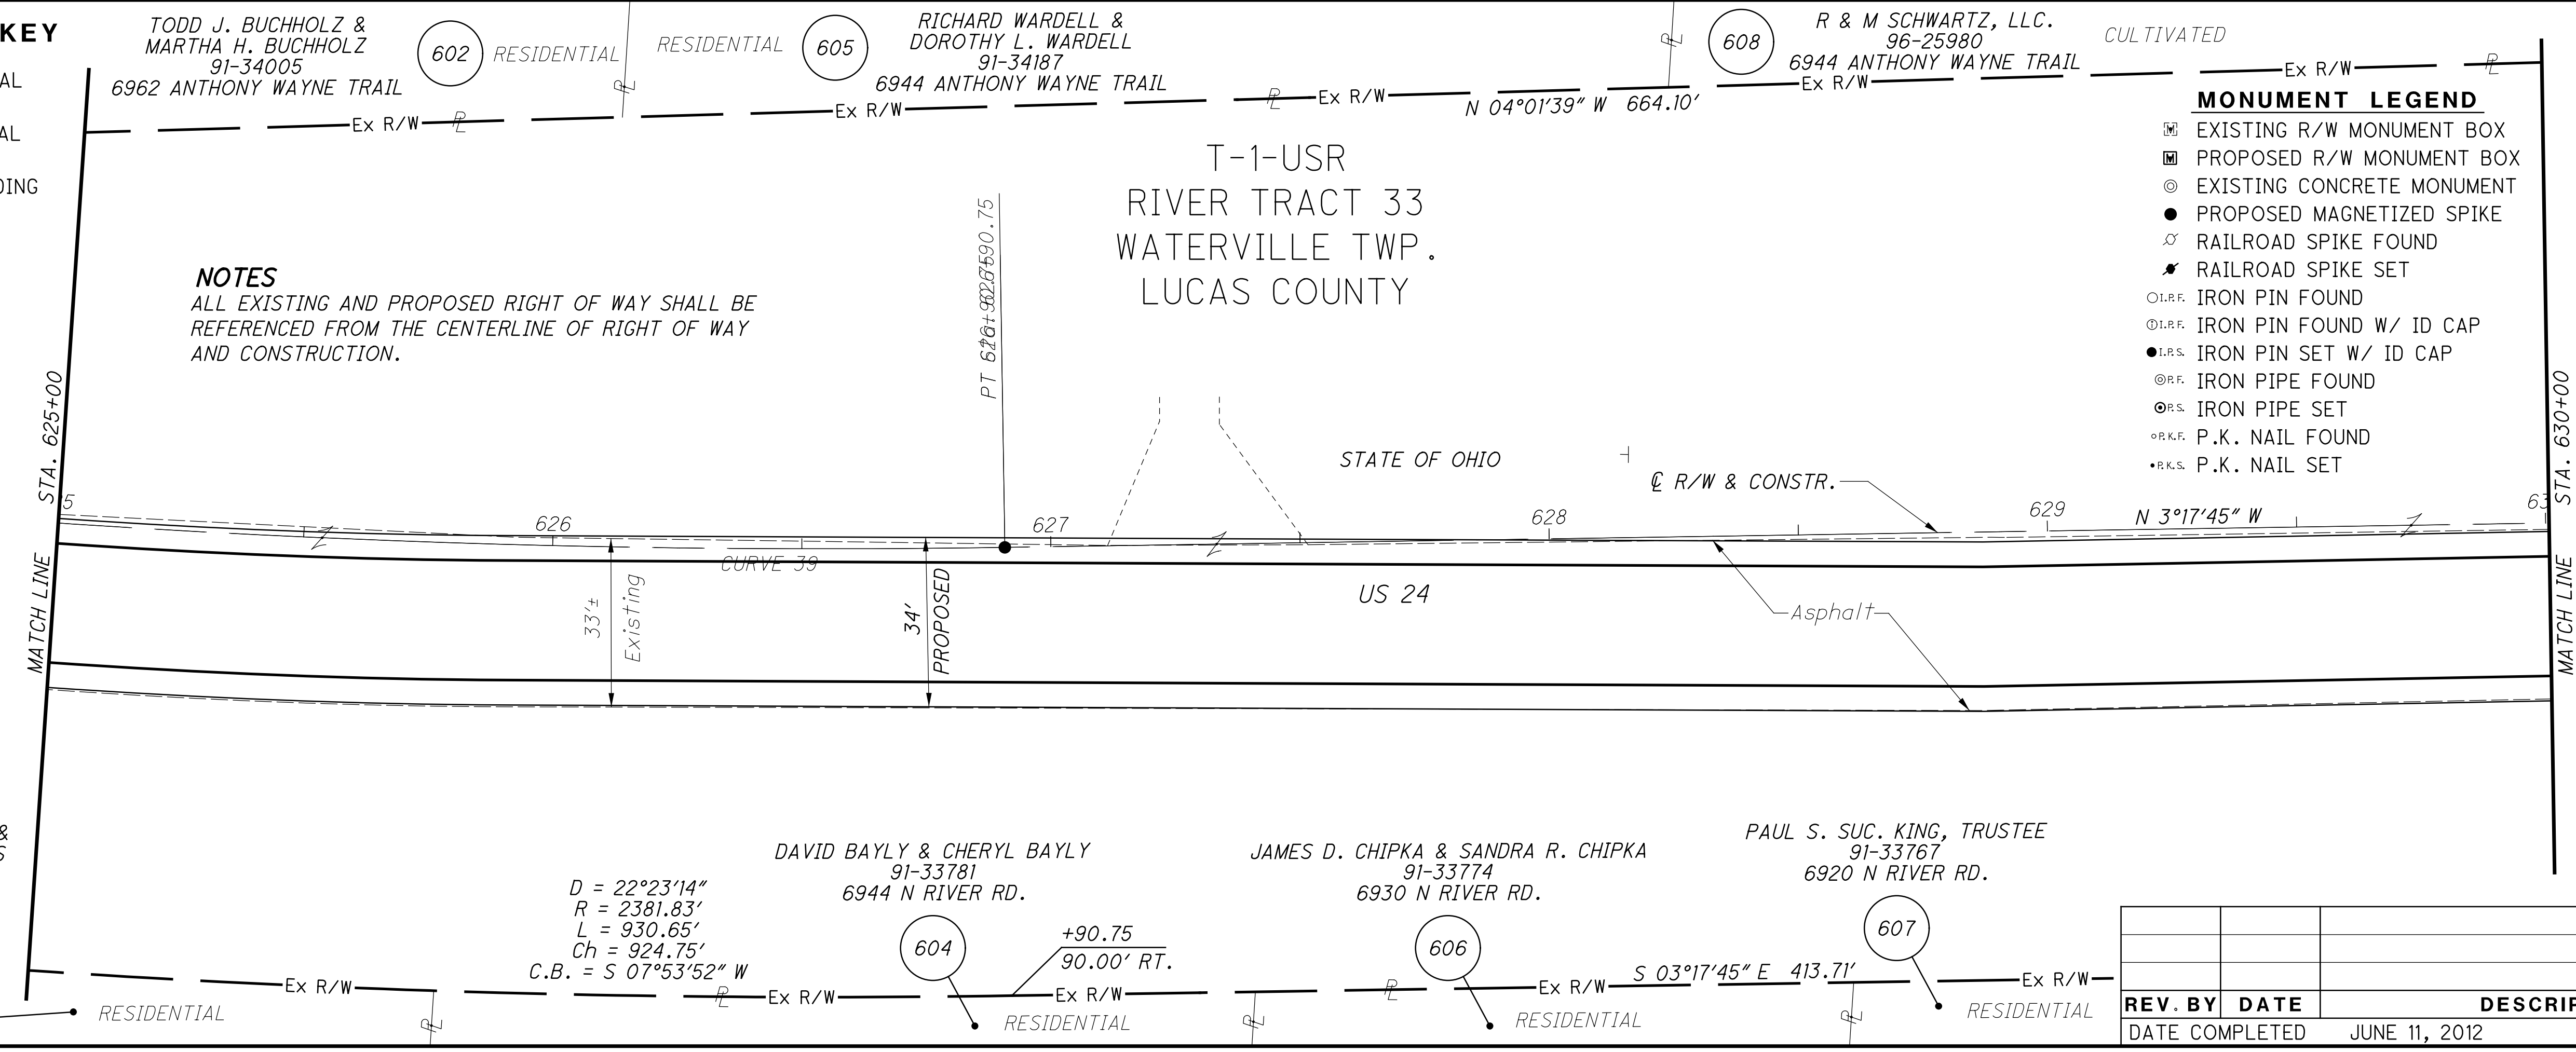 KEY
TODD J. BUCHHOLZ &
MARTHA H. BUCHHOLZ
91-34005
6962 ANTHONY WAYNE TRAIL
602
RESIDENTIAL
RESIDENTIAL
605
RICHARD WARDELL &
DOROTHY L. WARDELL
91-34187
6944 ANTHONY WAYNE TRAIL
608
R & M SCHWARTZ, LLC.
96-25980
6944 ANTHONY WAYNE TRAIL
CULTIVATED
Ex R/W
Ex R/W
Ex R/W
Ex R/W
Ex R/W
N 04°01'39" W 664.10'
MONUMENT LEGEND
EXISTING R/W MONUMENT BOX
PROPOSED R/W MONUMENT BOX
EXISTING CONCRETE MONUMENT
PROPOSED MAGNETIZED SPIKE
RAILROAD SPIKE FOUND
RAILROAD SPIKE SET
I.P.F. IRON PIN FOUND
I.P.F. IRON PIN FOUND W/ ID CAP
I.P.S. IRON PIN SET W/ ID CAP
P.F. IRON PIPE FOUND
P.S. IRON PIPE SET
P.K.F. P.K. NAIL FOUND
P.K.S. P.K. NAIL SET
T-1-USR
RIVER TRACT 33
WATERVILLE TWP.
LUCAS COUNTY
NOTES
ALL EXISTING AND PROPOSED RIGHT OF WAY SHALL BE
REFERENCED FROM THE CENTERLINE OF RIGHT OF WAY
AND CONSTRUCTION.
MATCH LINE STA. 625+00
MATCH LINE STA. 630+00
STATE OF OHIO
℄ R/W & CONSTR.
5
626
627
628
629
63
N 3°17'45" W
CURVE 39
33'±
Existing
34'
PROPOSED
US 24
Asphalt
DAVID BAYLY & CHERYL BAYLY
91-33781
6944 N RIVER RD.
604
JAMES D. CHIPKA & SANDRA R. CHIPKA
91-33774
6930 N RIVER RD.
606
PAUL S. SUC. KING, TRUSTEE
91-33767
6920 N RIVER RD.
607
D = 22°23'14"
R = 2381.83'
L = 930.65'
Ch = 924.75'
C.B. = S 07°53'52" W
+90.75
90.00' RT.
S 03°17'45" E 413.71'
Ex R/W
Ex R/W
Ex R/W
Ex R/W
Ex R/W
RESIDENTIAL
RESIDENTIAL
RESIDENTIAL
RESIDENTIAL
REV. BY DATE DESCRIP
DATE COMPLETED JUNE 11, 2012